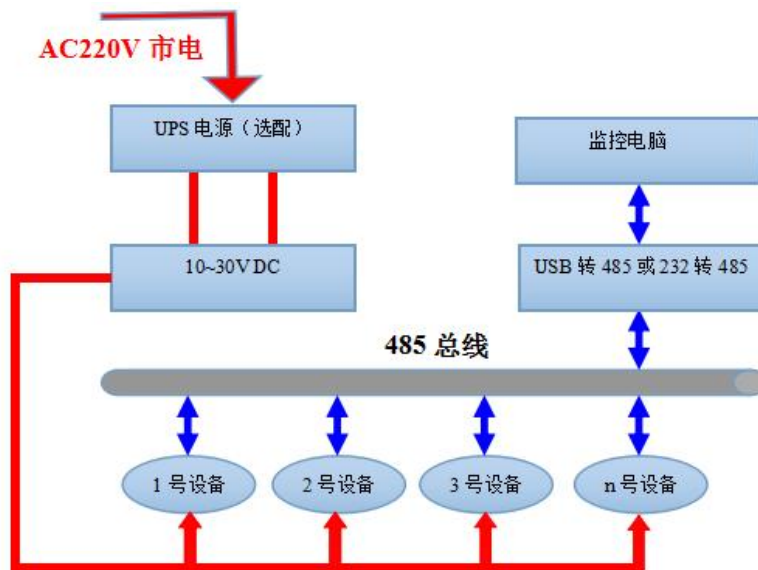 AC220V 市电
UPS 电源（选配）
监控电脑
10~30V DC
USB 转 485 或 232 转 485
485 总线
1 号设备
2 号设备
3 号设备
n 号设备